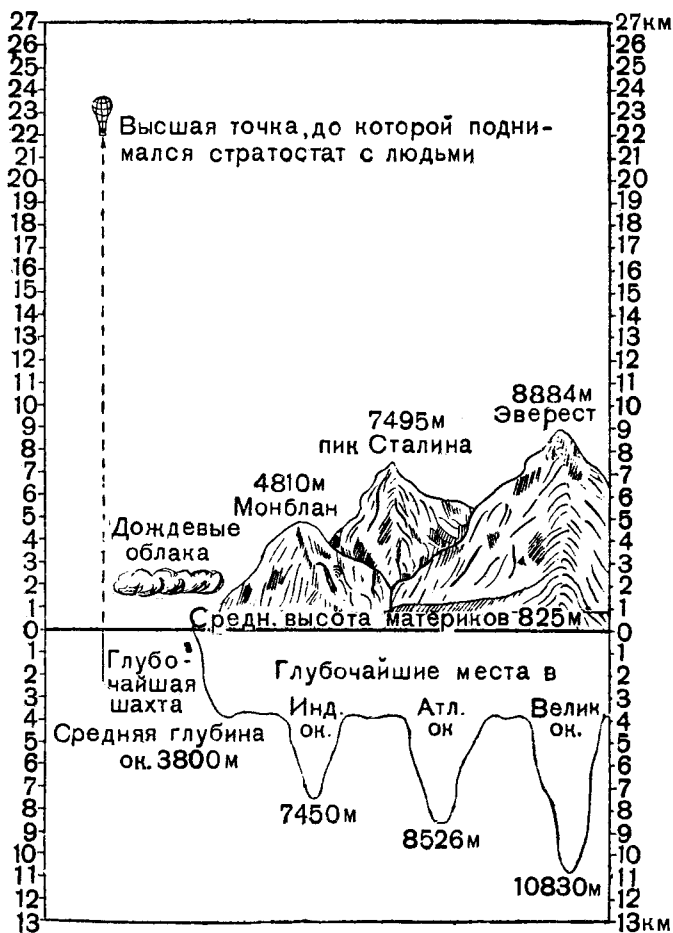 27
26
25
24
23
22
21
20
19
18
17
16
15
14
13
12
11
10
9
8
7
6
5
4
3
2
1
0
1
2
3
4
5
6
7
8
9
10
11
12
13
Высшая точка, до которой подни-
мался стратостат с людьми
8884м
Эверест
7495м
пик Сталина
4810м
Монблан
Дождевые
облака
Средн. высота материков 825м
Глубо-
чайшая
шахта
Глубочайшие места в
Инд.
ок.
Атл.
ок
Велик.
ок.
Средняя глубина
ок. 3800м
7450м
8526м
10830м
27км
26
25
24
23
22
21
20
19
18
17
16
15
14
13
12
11
10
9
8
7
6
5
4
3
2
1
0
1
2
3
4
5
6
7
8
9
10
11
12
13км